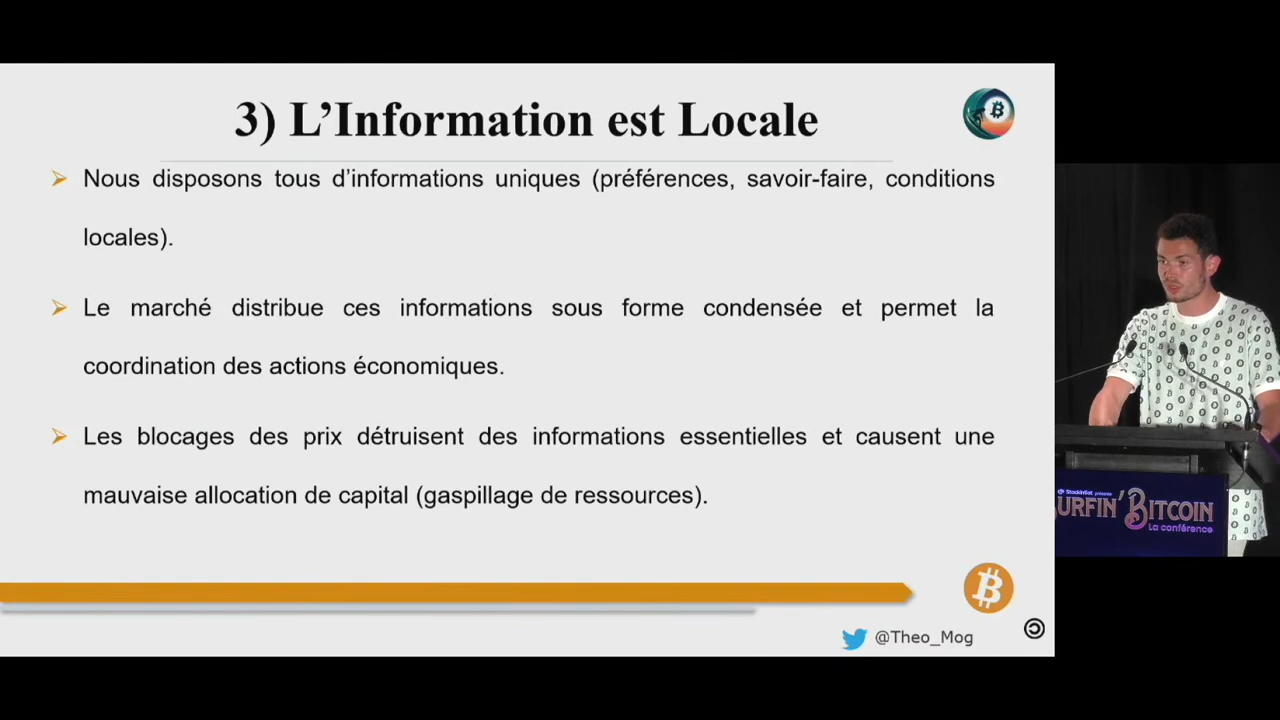 3) L’Information est Locale
Nous disposons tous d’informations uniques (préférences, savoir-faire, conditions
locales).
Le marché distribue ces informations sous forme condensée et permet la
coordination des actions économiques.
Les blocages des prix détruisent des informations essentielles et causent une
mauvaise allocation de capital (gaspillage de ressources).
@Theo_Mog
StackinSat présente
URFIN' BITCOIN
La conférence